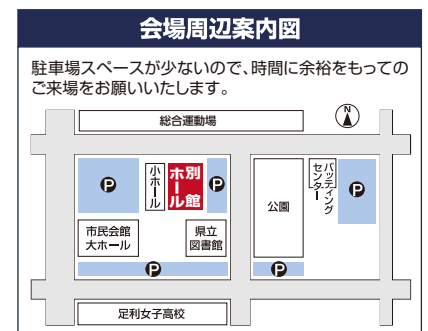 会場周辺案内図
駐車場スペースが少ないので、時間に余裕をもっての
ご来場をお願いいたします。
総合運動場
N
P
小ホール
別館
ホール
P
公園
バッティング
センター
P
市民会館
大ホール
県立
図書館
P
P
足利女子高校